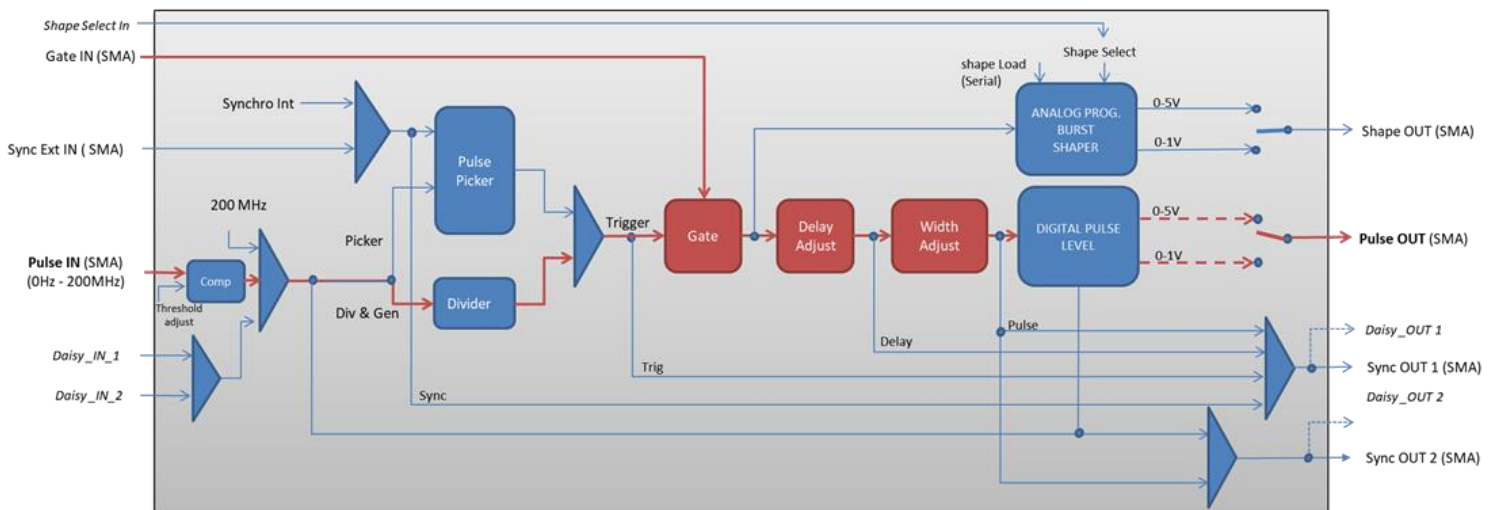 Shape Select In
Gate IN (SMA)
Shape Select
shape Load
(Serial)
Synchro Int
ANALOG PROG.
BURST
SHAPER
0-5V
0-1V
Shape OUT (SMA)
Sync Ext IN ( SMA)
Pulse
Picker
200 MHz
Picker
Trigger
Gate
Delay
Adjust
Width
Adjust
DIGITAL PULSE
LEVEL
0-5V
0-1V
Pulse OUT (SMA)
Pulse IN (SMA)
(0Hz - 200MHz)
Comp
Threshold
adjust
Div & Gen
Divider
Daisy_IN_1
Daisy_IN_2
Pulse
Delay
Trig
Sync
Daisy_OUT 1
Sync OUT 1 (SMA)
Daisy_OUT 2
Sync OUT 2 (SMA)